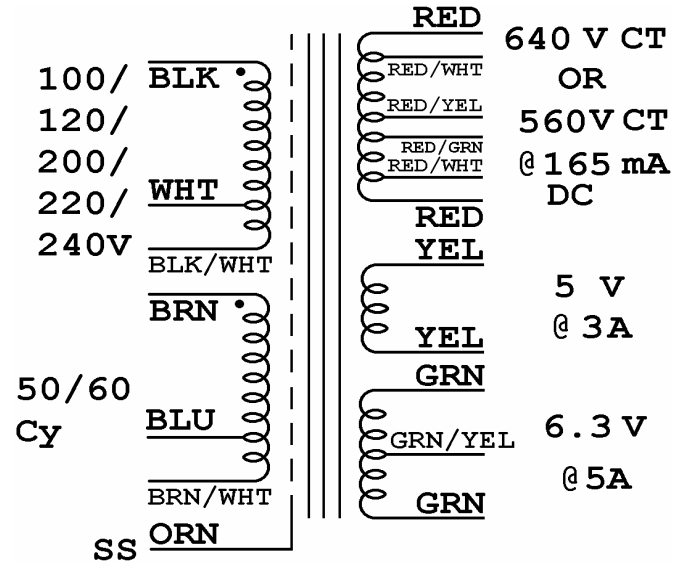 100/
120/
200/
220/
240V
50/60
Cy
SS
BLK
WHT
BLK/WHT
BRN
BLU
BRN/WHT
ORN
RED
RED/WHT
RED/YEL
RED/GRN
RED/WHT
RED
YEL
YEL
GRN
GRN/YEL
GRN
640 V CT
OR
560V CT
@ 165 mA
DC
5 V
@ 3A
6.3 V
@ 5A